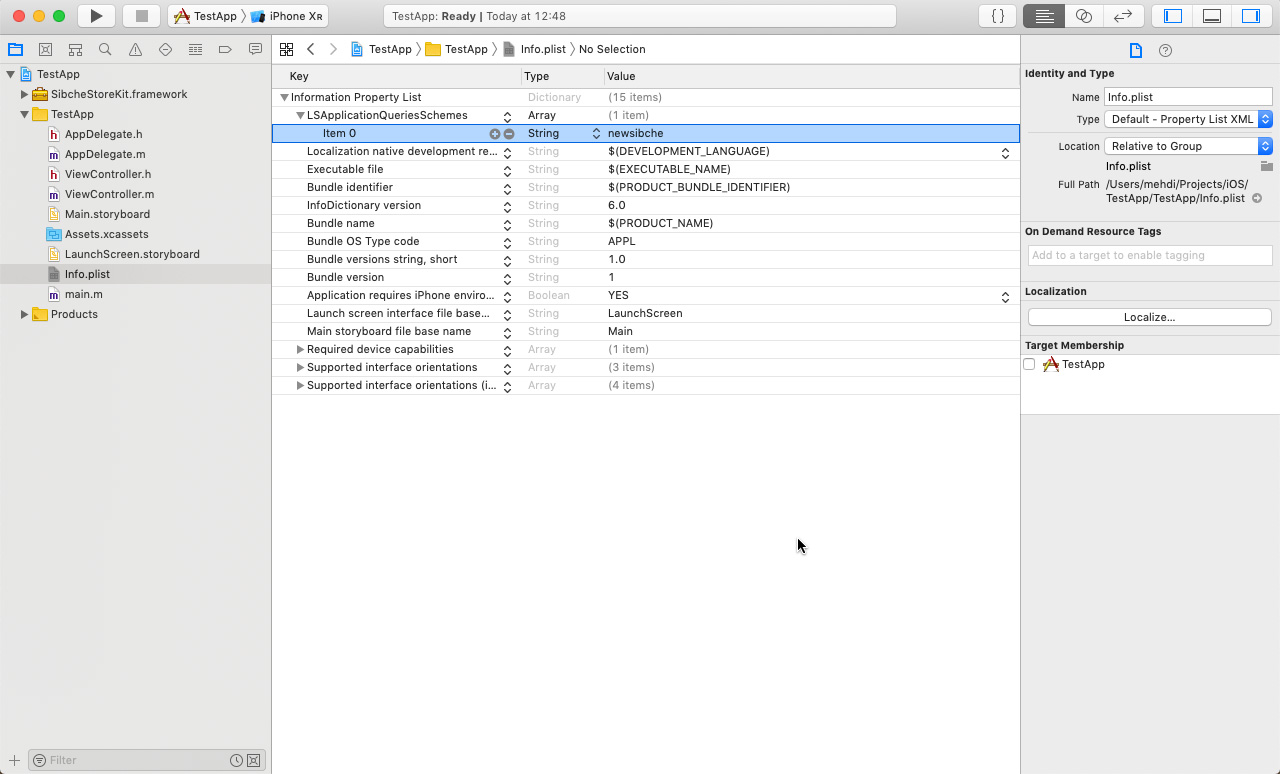 TestApp 〉 iPhone XR
TestApp: Ready | Today at 12:48
{ }
TestApp
SibcheStoreKit.framework
TestApp
h AppDelegate.h
m AppDelegate.m
h ViewController.h
m ViewController.m
Main.storyboard
Assets.xcassets
LaunchScreen.storyboard
Info.plist
m main.m
Products
Filter
TestApp 〉 TestApp 〉 Info.plist 〉 No Selection
Key Type Value
Information Property List Dictionary (15 items)
LSApplicationQueriesSchemes Array (1 item)
Item 0 String newsibche
Localization native development re... String $(DEVELOPMENT_LANGUAGE)
Executable file String $(EXECUTABLE_NAME)
Bundle identifier String $(PRODUCT_BUNDLE_IDENTIFIER)
InfoDictionary version String 6.0
Bundle name String $(PRODUCT_NAME)
Bundle OS Type code String APPL
Bundle versions string, short String 1.0
Bundle version String 1
Application requires iPhone enviro... Boolean YES
Launch screen interface file base... String LaunchScreen
Main storyboard file base name String Main
Required device capabilities Array (1 item)
Supported interface orientations Array (3 items)
Supported interface orientations (i... Array (4 items)
Identity and Type
Name Info.plist
Type Default - Property List XML
Location Relative to Group
Info.plist
Full Path /Users/mehdi/Projects/iOS/
TestApp/TestApp/Info.plist
On Demand Resource Tags
Add to a target to enable tagging
Localization
Localize...
Target Membership
TestApp